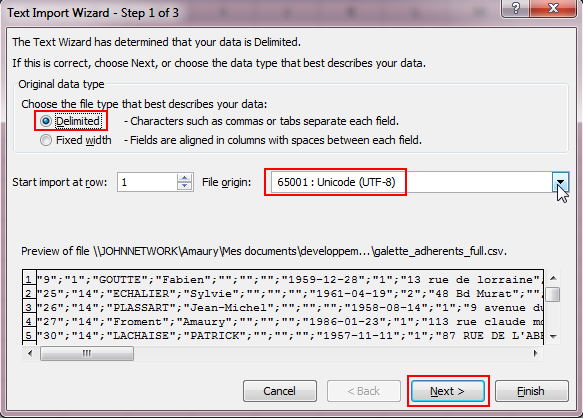 Text Import Wizard - Step 1 of 3
The Text Wizard has determined that your data is Delimited.
If this is correct, choose Next, or choose the data type that best describes your data.
Original data type
Choose the file type that best describes your data:
Delimited - Characters such as commas or tabs separate each field.
Fixed width - Fields are aligned in columns with spaces between each field.
Start import at row: 1 File origin: 65001 : Unicode (UTF-8)
Preview of file \\JOHNETWORK\Amaury\Mes documents\developpem...\galette_adherents_full.csv.
1 "9";"1";"GOUTTE";"Fabien";"";"";"";"1959-12-28";"1";"13 rue de lorraine",
2 "25";"14";"ECHALIER";"Sylvie";"";"";"";"1961-04-19";"2";"48 Bd Murat";"",
3 "26";"14";"PLASSART";"Jean-Michel";"";"";"";"1958-08-14";"1";"9 avenue du
4 "27";"14";"Froment";"Amaury";"";"";"";"1986-01-23";"1";"113 rue claude mo
5 "30";"14";"LACHAISE";"PATRICK";"";"";"";"1957-11-11";"1";"87 RUE DE L'ABE
Cancel < Back Next > Finish